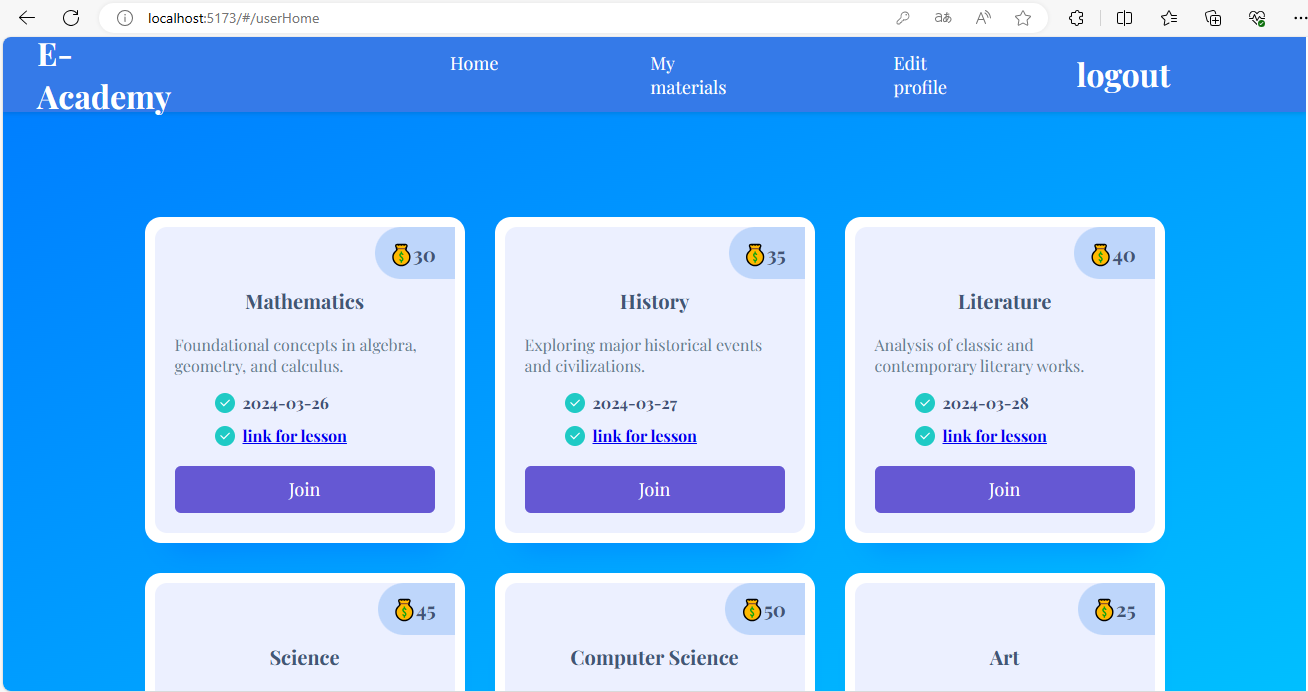 localhost:5173/#/userHome
E-
Academy
Home
My
materials
Edit
profile
logout
30
35
40
Mathematics
History
Literature
Foundational concepts in algebra,
geometry, and calculus.
Exploring major historical events
and civilizations.
Analysis of classic and
contemporary literary works.
2024-03-26
2024-03-27
2024-03-28
link for lesson
link for lesson
link for lesson
Join
Join
Join
45
50
25
Science
Computer Science
Art